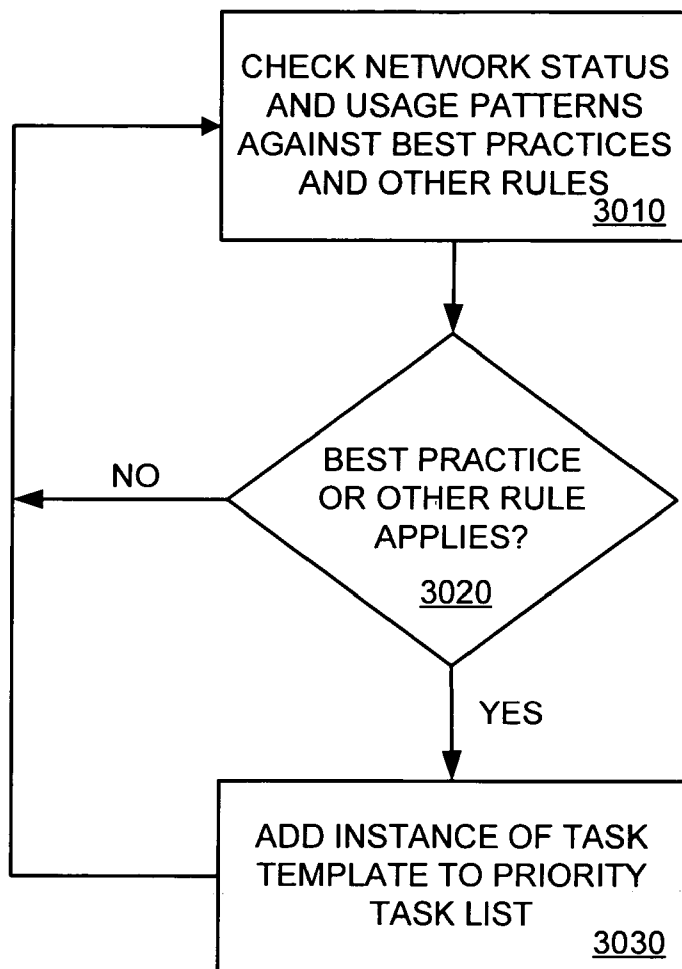 CHECK NETWORK STATUS
AND USAGE PATTERNS
AGAINST BEST PRACTICES
AND OTHER RULES
3010
BEST PRACTICE
OR OTHER RULE
APPLIES?
3020
NO
YES
ADD INSTANCE OF TASK
TEMPLATE TO PRIORITY
TASK LIST
3030